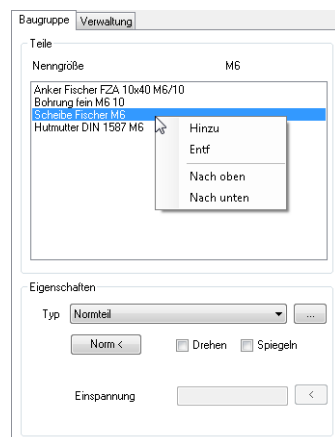 Baugruppe Verwaltung
Teile
Nenngröße M6
Anker Fischer FZA 10x40 M6/10
Bohrung fein M6 10
Scheibe Fischer M6
Hutmutter DIN 1587 M6
Hinzu
Entf
Nach oben
Nach unten
Eigenschaften
Typ Normteil ...
Norm < Drehen Spiegeln
Einspannung <